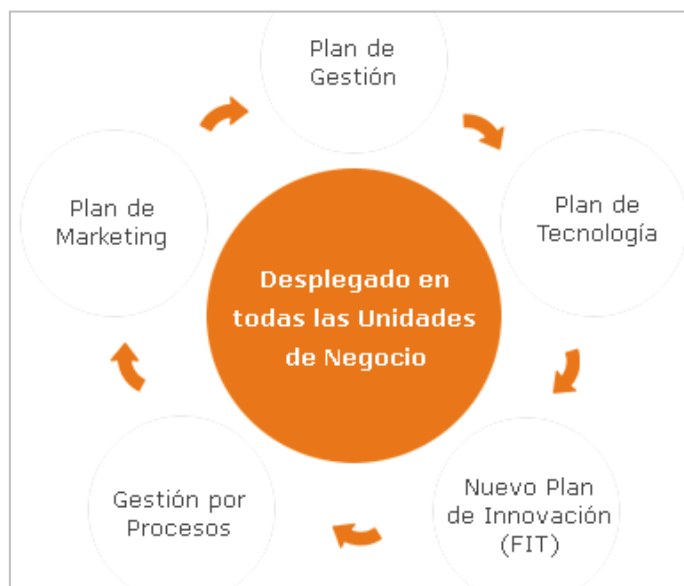 Plan de
Gestión
Plan de
Marketing
Plan de
Tecnología
Desplegado en
todas las Unidades
de Negocio
Gestión por
Procesos
Nuevo Plan
de Innovación
(FIT)